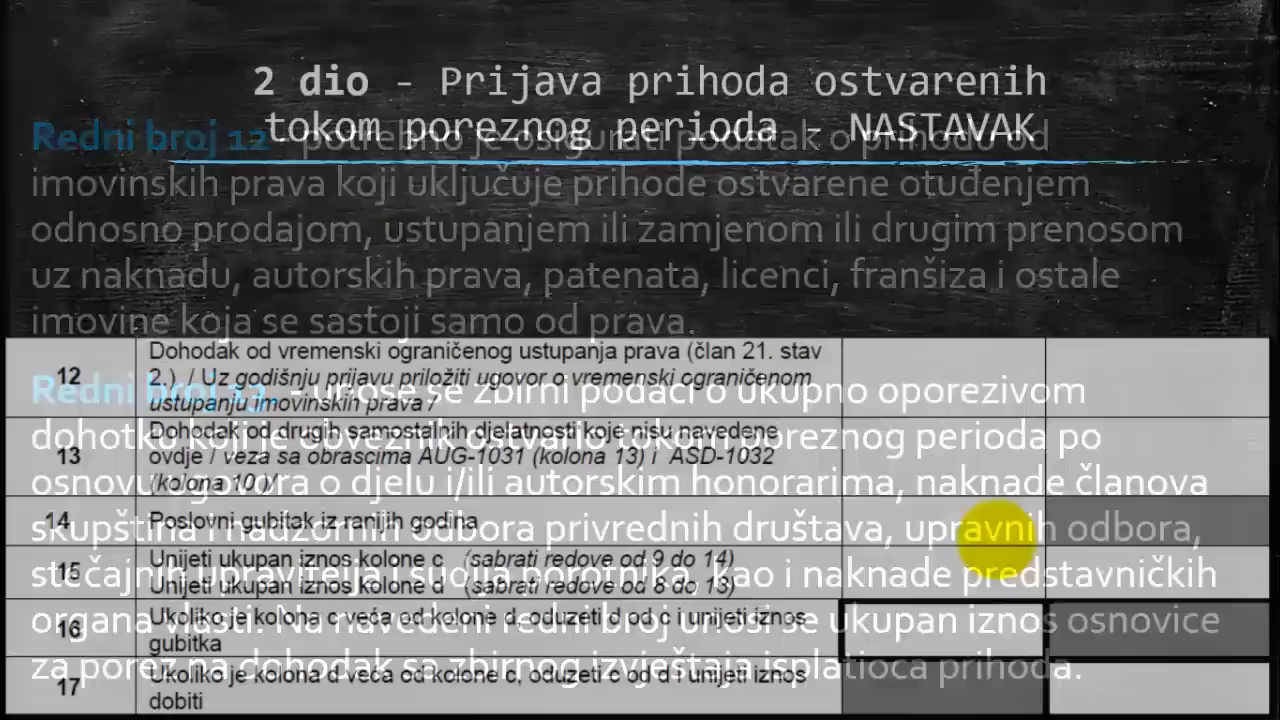 2 dio - Prijava prihoda ostvarenih
tokom poreznog perioda - NASTAVAK
Redni broj 12 - potrebno je osigurati podatak o prihodu od
imovinskih prava koji uključuje prihode ostvarene otuđenjem
odnosno prodajom, ustupanjem ili zamjenom ili drugim prenosom
uz naknadu, autorskih prava, patenata, licenci, franšiza i ostale
imovine koja se sastoji samo od prava.
Redni broj 13. - unose se zbirni podaci o ukupno oporezivom
dohotku koji je obveznik ostvario tokom poreznog perioda po
osnovu ugovora o djelu i/ili autorskim honorarima, naknade članova
skupština i nadzornih odbora privrednih društava, upravnih odbora,
stečajnih upravitelja i sudija porotnika, kao i naknade predstavničkih
organa vlasti. Na navedeni redni broj unosi se ukupan iznos osnovice
za porez na dohodak sa zbirnog izvještaja isplatioca prihoda.
12
Dohodak od vremenski ograničenog ustupanja prava (član 21. stav
2.) / Uz godišnju prijavu priložiti ugovor o vremenski ograničenom
ustupanju imovinskih prava /
13
Dohodak od drugih samostalnih djelatnosti koje nisu navedene
ovdje / veza sa obrascima AUG-1031 (kolona 13) i ASD-1032
(kolona 10 )/
14
Poslovni gubitak iz ranijih godina
15
Unijeti ukupan iznos kolone c (sabrati redove od 9 do 14)
Unijeti ukupan iznos kolone d (sabrati redove od 8 do 13)
16
Ukoliko je kolona c veća od kolone d, oduzeti d od c i unijeti iznos
gubitka
17
Ukoliko je kolona d veća od kolone c, oduzeti c od d i unijeti iznos
dobiti